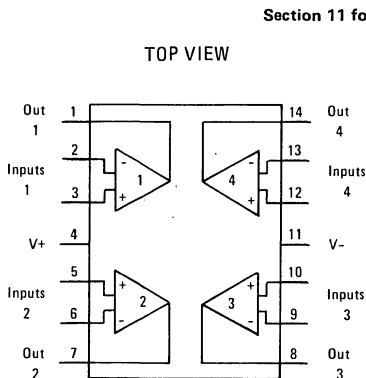 Section 11 fo
TOP VIEW
Out 1
1
14
Out 4
2
-
-
13
Inputs 1
1
4
Inputs 4
3
+
+
12
V+
4
11
V-
5
+
+
10
Inputs 2
2
3
Inputs 3
6
-
-
9
Out 2
7
8
Out 3